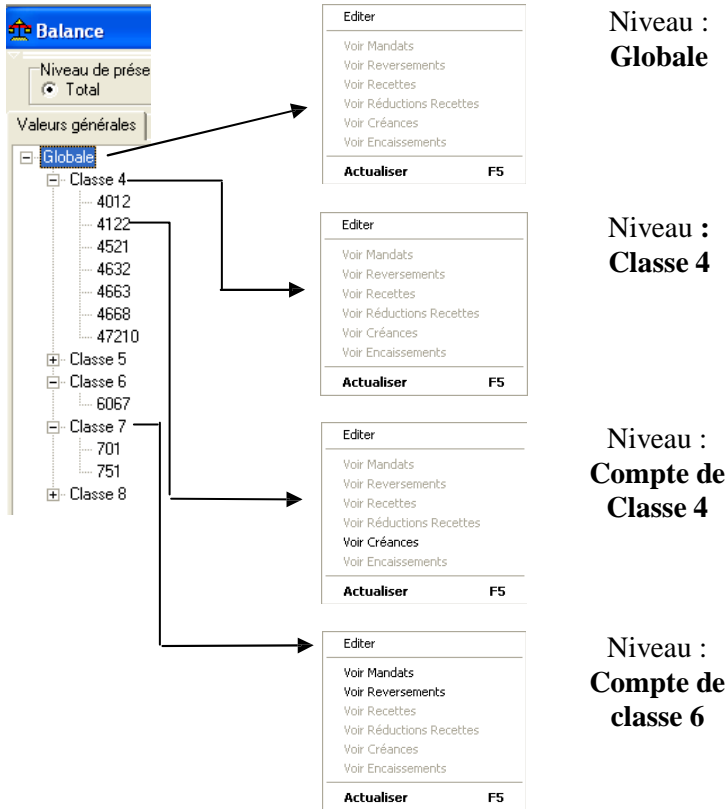 Balance
Niveau de prése
Total
Valeurs générales
Globale
Classe 4
4012
4122
4521
4632
4663
4668
47210
Classe 5
Classe 6
6067
Classe 7
701
751
Classe 8
Editer
Voir Mandats
Voir Reversements
Voir Recettes
Voir Réductions Recettes
Voir Créances
Voir Encaissements
Actualiser F5
Niveau :
Globale
Editer
Voir Mandats
Voir Reversements
Voir Recettes
Voir Réductions Recettes
Voir Créances
Voir Encaissements
Actualiser F5
Niveau :
Classe 4
Editer
Voir Mandats
Voir Reversements
Voir Recettes
Voir Réductions Recettes
Voir Créances
Voir Encaissements
Actualiser F5
Niveau :
Compte de
Classe 4
Editer
Voir Mandats
Voir Reversements
Voir Recettes
Voir Réductions Recettes
Voir Créances
Voir Encaissements
Actualiser F5
Niveau :
Compte de
classe 6